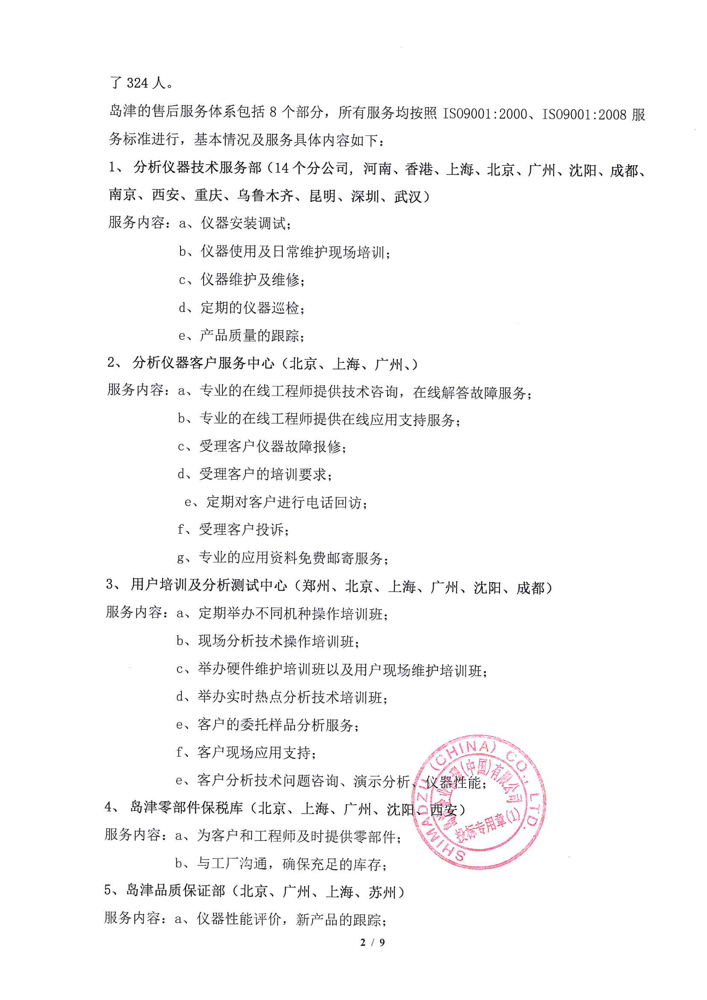 了 324 人。
岛津的售后服务体系包括 8 个部分，所有服务均按照 ISO9001:2000、ISO9001:2008 服
务标准进行，基本情况及服务具体内容如下：
1、 分析仪器技术服务部（14 个分公司, 河南、香港、上海、北京、广州、沈阳、成都、
南京、西安、重庆、乌鲁木齐、昆明、深圳、武汉）
服务内容：a、仪器安装调试；
b、仪器使用及日常维护现场培训；
c、仪器维护及维修；
d、定期的仪器巡检；
e、产品质量的跟踪；
2、 分析仪器客户服务中心（北京、上海、广州、）
服务内容：a、专业的在线工程师提供技术咨询，在线解答故障服务；
b、专业的在线工程师提供在线应用支持服务；
c、受理客户仪器故障报修；
d、受理客户的培训要求；
e、定期对客户进行电话回访；
f、受理客户投诉；
g、专业的应用资料免费邮寄服务；
3、 用户培训及分析测试中心（郑州、北京、上海、广州、沈阳、成都）
服务内容：a、定期举办不同机种操作培训班；
b、现场分析技术操作培训班；
c、举办硬件维护培训班以及用户现场维护培训班；
d、举办实时热点分析技术培训班；
e、客户的委托样品分析服务；
f、客户现场应用支持；
e、客户分析技术问题咨询、演示分析、仪器性能；
4、 岛津零部件保税库（北京、上海、广州、沈阳、西安）
服务内容：a、为客户和工程师及时提供零部件；
b、与工厂沟通，确保充足的库存；
5、岛津品质保证部（北京、广州、上海、苏州）
服务内容：a、仪器性能评价，新产品的跟踪；
SHIMADZU (CHINA) CO., LTD.
岛津企业管理(中国)有限公司
投标专用章(1)
2 / 9